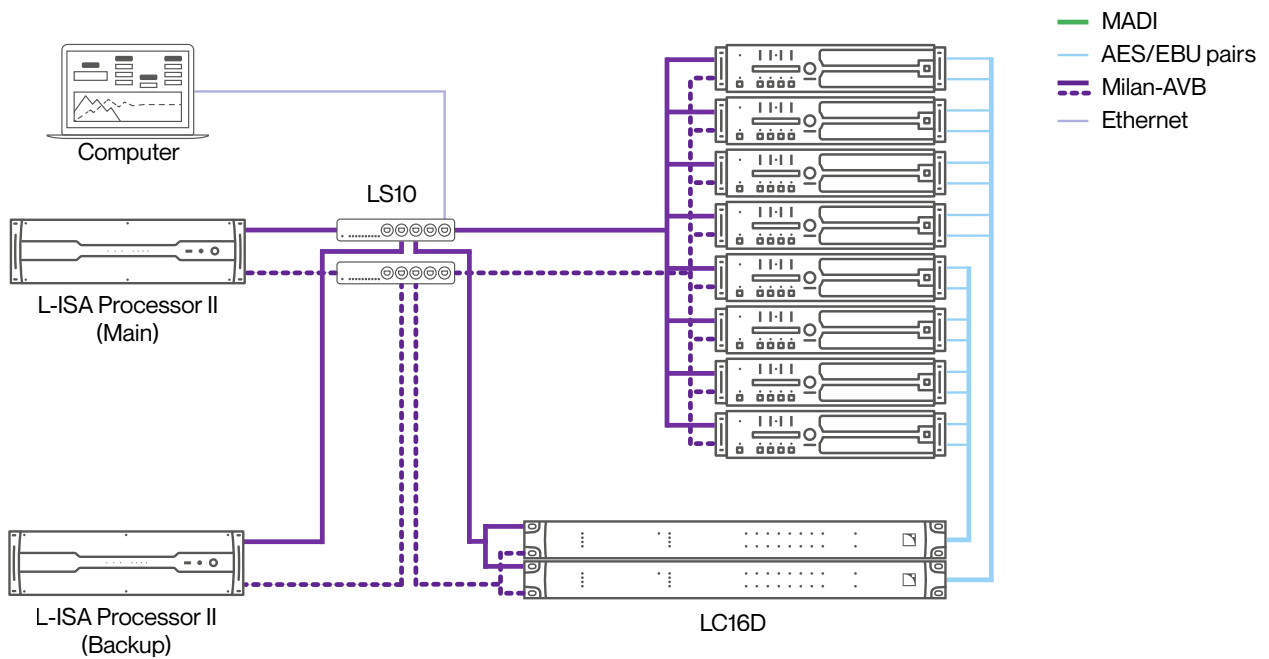 MADI
AES/EBU pairs
Milan-AVB
Ethernet
Computer
LS10
L-ISA Processor II
(Main)
L-ISA Processor II
(Backup)
LC16D